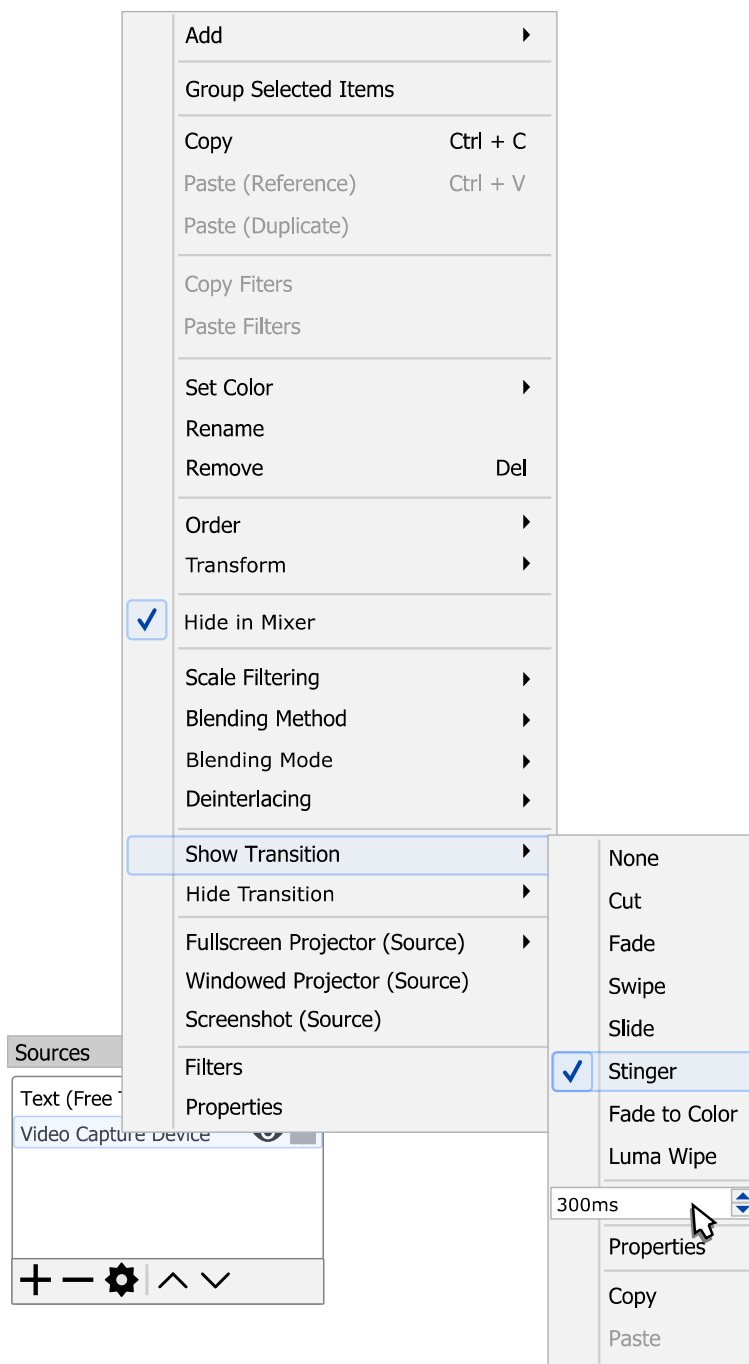 Add
Group Selected Items
Copy Ctrl + C
Paste (Reference) Ctrl + V
Paste (Duplicate)
Copy Fiters
Paste Filters
Set Color
Rename
Remove Del
Order
Transform
Hide in Mixer
Scale Filtering
Blending Method
Blending Mode
Deinterlacing
Show Transition
Hide Transition
Fullscreen Projector (Source)
Windowed Projector (Source)
Screenshot (Source)
Filters
Properties
None
Cut
Fade
Swipe
Slide
Stinger
Fade to Color
Luma Wipe
300ms
Properties
Copy
Paste
Sources
Text (Free
Video Capture Device